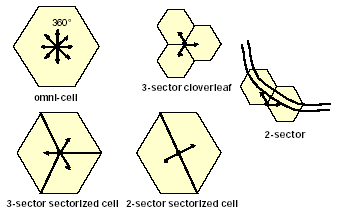 360°
omni-cell
3-sector cloverleaf
2-sector
3-sector sectorized cell
2-sector sectorized cell